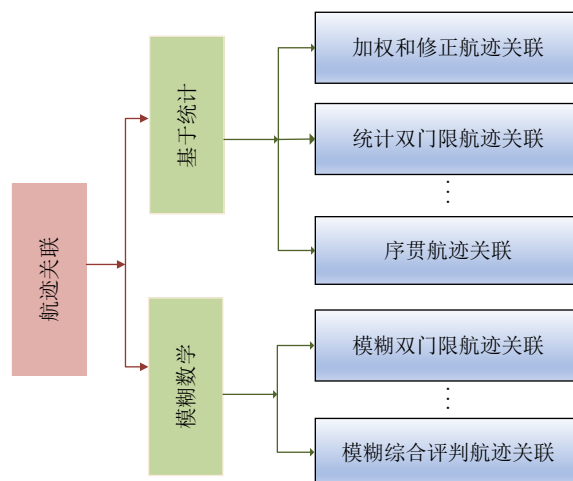 航迹关联
基于统计
加权和修正航迹关联
统计双门限航迹关联
⋮
序贯航迹关联
模糊数学
模糊双门限航迹关联
⋮
模糊综合评判航迹关联